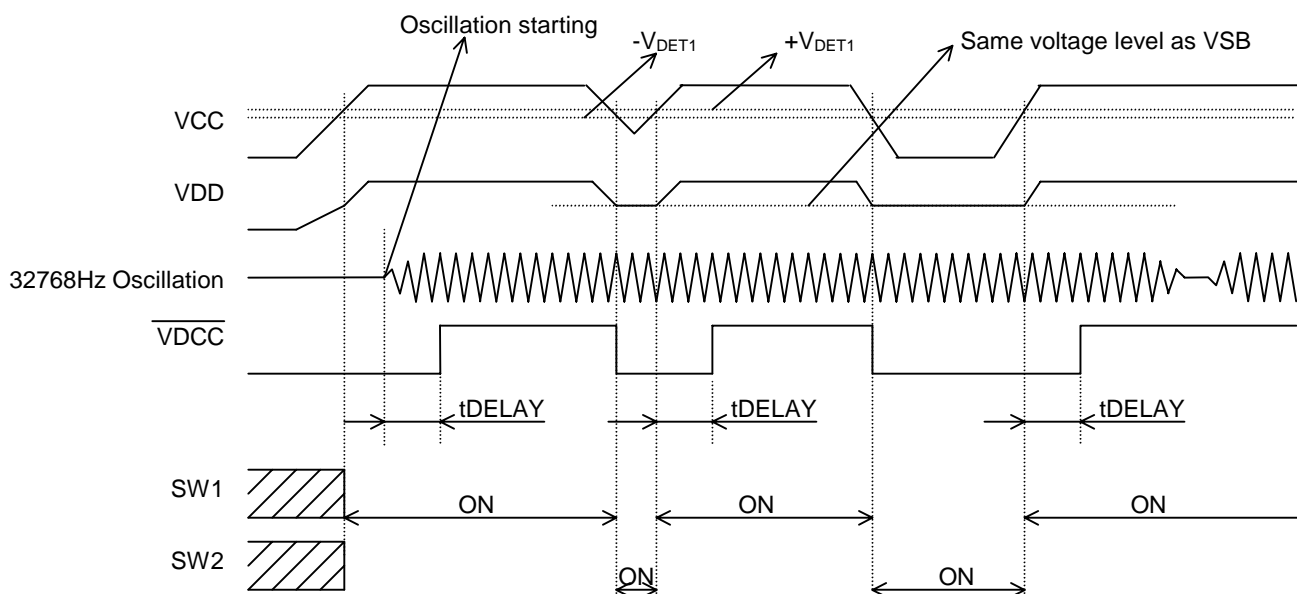 Oscillation starting
-VDET1
+VDET1
Same voltage level as VSB
VCC
VDD
32768Hz Oscillation
VDCC
tDELAY
tDELAY
tDELAY
SW1
ON
ON
ON
SW2
ON
ON